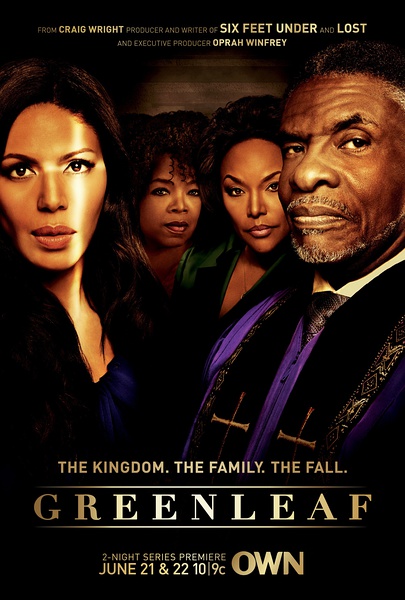 FROM CRAIG WRIGHT PRODUCER AND WRITER OF SIX FEET UNDER AND LOST
AND EXECUTIVE PRODUCER OPRAH WINFREY
THE KINGDOM. THE FAMILY. THE FALL.
GREENLEAF
2-NIGHT SERIES PREMIERE
JUNE 21 & 22 10|9c
OWN